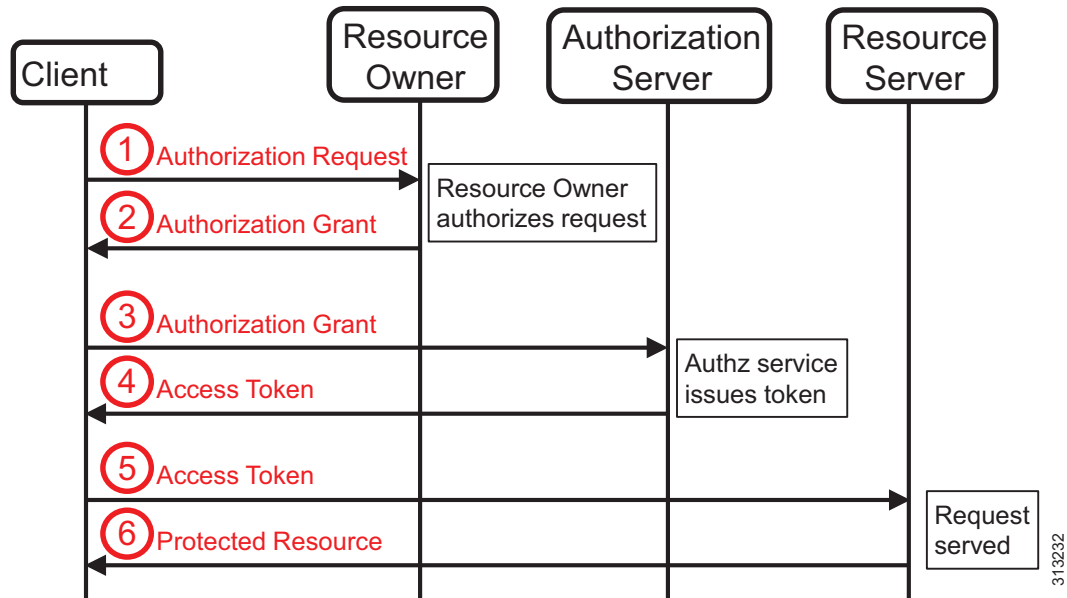 Client
Resource
Owner
Authorization
Server
Resource
Server
1 Authorization Request
Resource Owner
authorizes request
2 Authorization Grant
3 Authorization Grant
Authz service
issues token
4 Access Token
5 Access Token
Request
served
6 Protected Resource
313232